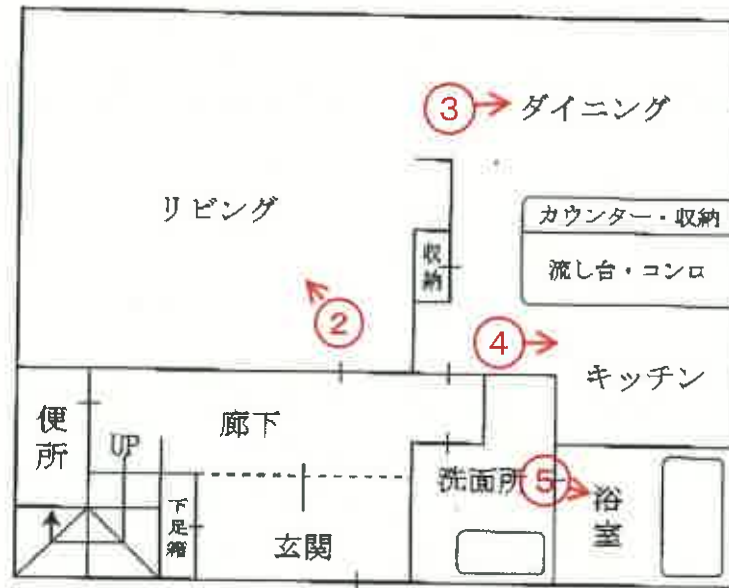 ③ ダイニング
リビング
カウンター・収納
収納
流し台・コンロ
②
④
キッチン
便所
UP
廊下
洗面所
⑤
浴室
下足箱
玄関